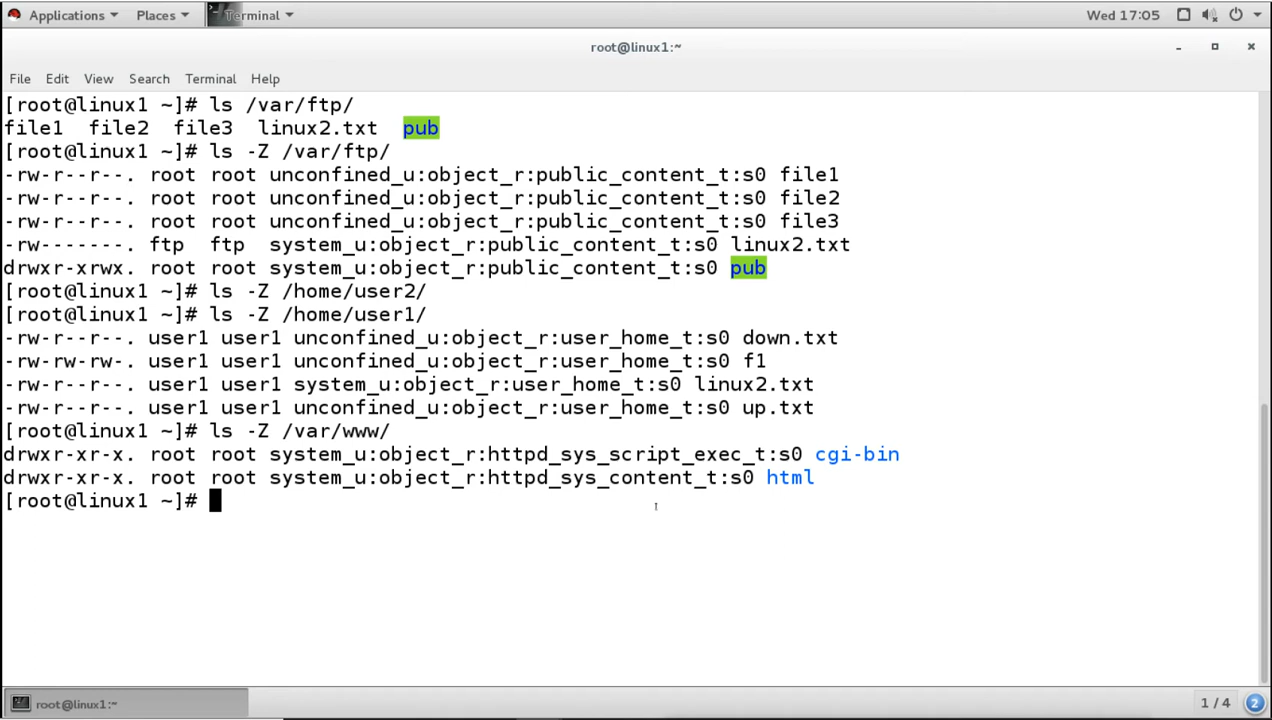 Applications Places Terminal Wed 17:05
root@linux1:~
File Edit View Search Terminal Help
[root@linux1 ~]# ls /var/ftp/
file1 file2 file3 linux2.txt pub
[root@linux1 ~]# ls -Z /var/ftp/
-rw-r--r--. root root unconfined_u:object_r:public_content_t:s0 file1
-rw-r--r--. root root unconfined_u:object_r:public_content_t:s0 file2
-rw-r--r--. root root unconfined_u:object_r:public_content_t:s0 file3
-rw-------. ftp ftp system_u:object_r:public_content_t:s0 linux2.txt
drwxr-xrwx. root root system_u:object_r:public_content_t:s0 pub
[root@linux1 ~]# ls -Z /home/user2/
[root@linux1 ~]# ls -Z /home/user1/
-rw-r--r--. user1 user1 unconfined_u:object_r:user_home_t:s0 down.txt
-rw-rw-rw-. user1 user1 unconfined_u:object_r:user_home_t:s0 f1
-rw-r--r--. user1 user1 system_u:object_r:user_home_t:s0 linux2.txt
-rw-r--r--. user1 user1 unconfined_u:object_r:user_home_t:s0 up.txt
[root@linux1 ~]# ls -Z /var/www/
drwxr-xr-x. root root system_u:object_r:httpd_sys_script_exec_t:s0 cgi-bin
drwxr-xr-x. root root system_u:object_r:httpd_sys_content_t:s0 html
[root@linux1 ~]#
root@linux1:~ 1 / 4 2